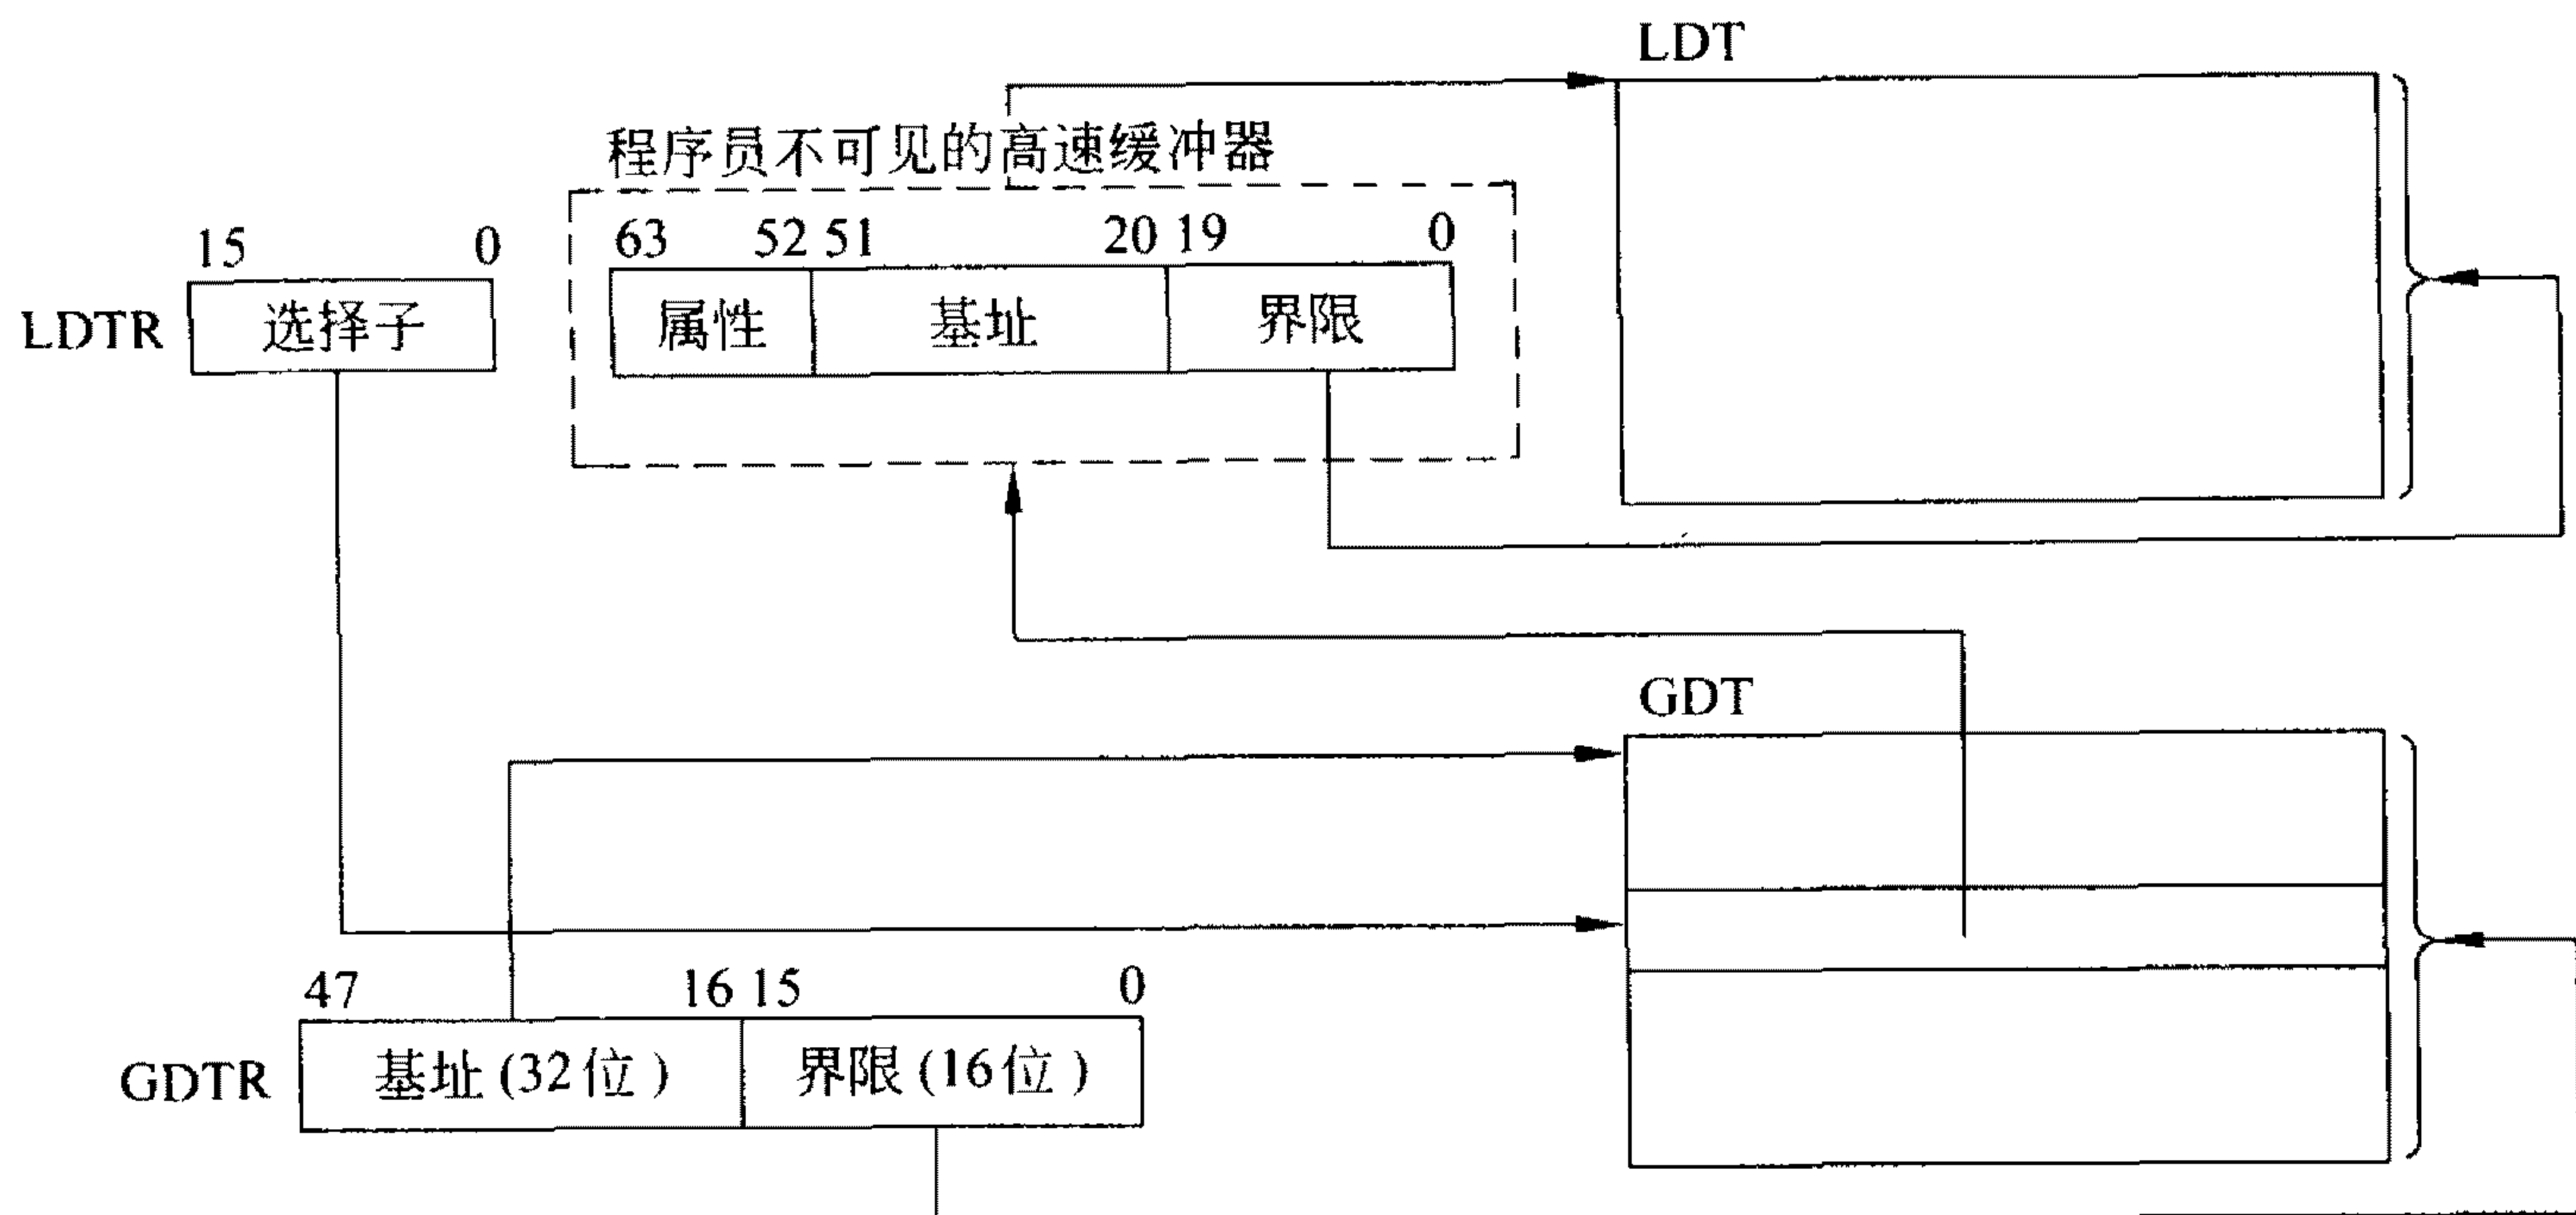 LDT
程序员不可见的高速缓冲器
15 0
63 52 51 20 19 0
LDTR 选择子
属性 基址 界限
GDT
47 16 15 0
GDTR 基址(32位) 界限(16位)